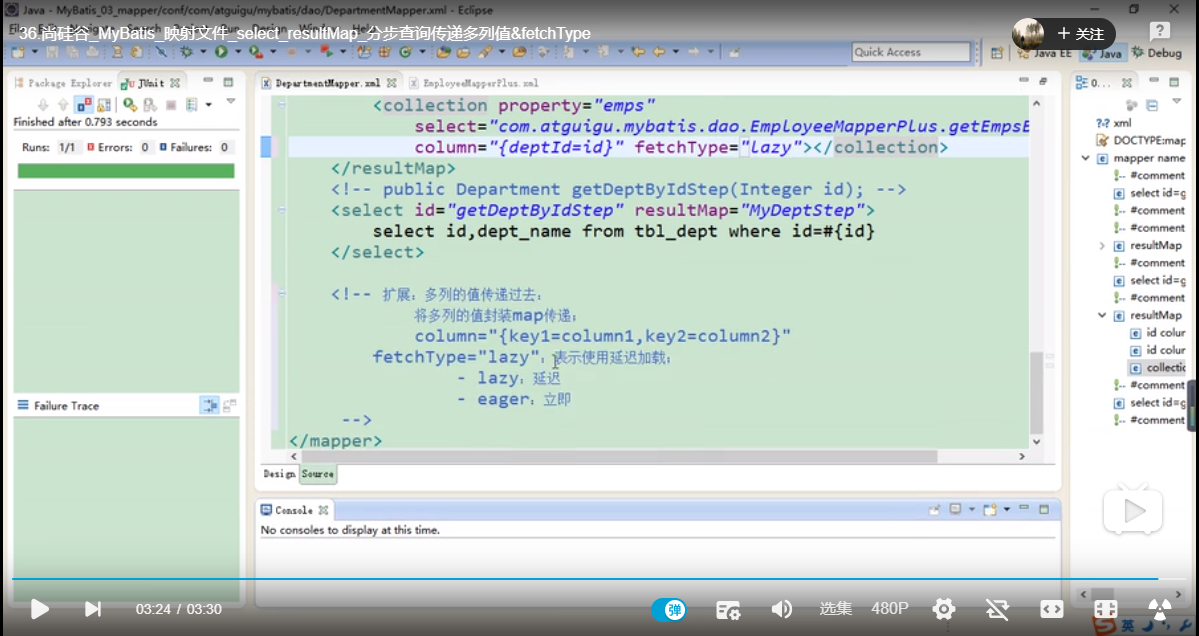 Java - MyBatis_03_mapper/conf/com/atguigu/mybatis/dao/DepartmentMapper.xml - Eclipse
36.尚硅谷_MyBatis_映射文件_select_resultMap_分步查询传递多列值&fetchType
+ 关注
Quick Access
Java EE
Java
Debug
Package Explorer
JUnit
Finished after 0.793 seconds
Runs: 1/1
Errors: 0
Failures: 0
Failure Trace
DepartmentMapper.xml
EmployeeMapperPlus.xml
<collection property="emps"
select="com.atguigu.mybatis.dao.EmployeeMapperPlus.getEmpsB
column="{deptId=id}" fetchType="lazy"></collection>
</resultMap>
<!-- public Department getDeptByIdStep(Integer id); -->
<select id="getDeptByIdStep" resultMap="MyDeptStep">
select id,dept_name from tbl_dept where id=#{id}
</select>
<!-- 扩展：多列的值传递过去：
将多列的值封装map传递；
column="{key1=column1,key2=column2}"
fetchType="lazy"：表示使用延迟加载；
- lazy：延迟
- eager：立即
-->
</mapper>
Design
Source
Console
No consoles to display at this time.
O...
?-? xml
DOCTYPE:map
mapper name
#comment
select id=g
#comment
#comment
resultMap
#comment
select id=g
#comment
resultMap
id colur
id colur
collectic
#comment
select id=g
#comment
03:24 / 03:30
弹
选集
480P
英